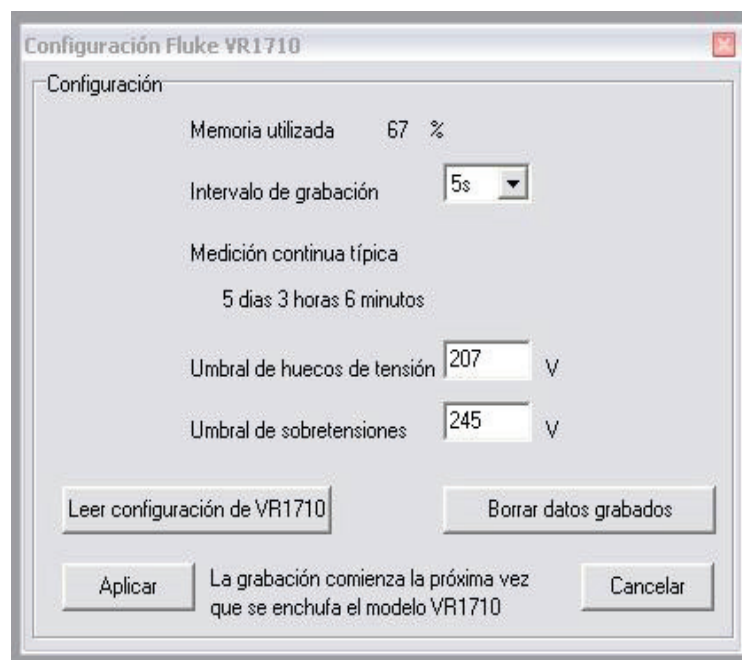 Configuración Fluke VR1710
Configuración
Memoria utilizada 67 %
Intervalo de grabación 5s
Medición continua típica
5 dias 3 horas 6 minutos
Umbral de huecos de tensión 207 V
Umbral de sobretensiones 245 V
Leer configuración de VR1710 Borrar datos grabados
Aplicar La grabación comienza la próxima vez Cancelar
que se enchufa el modelo VR1710